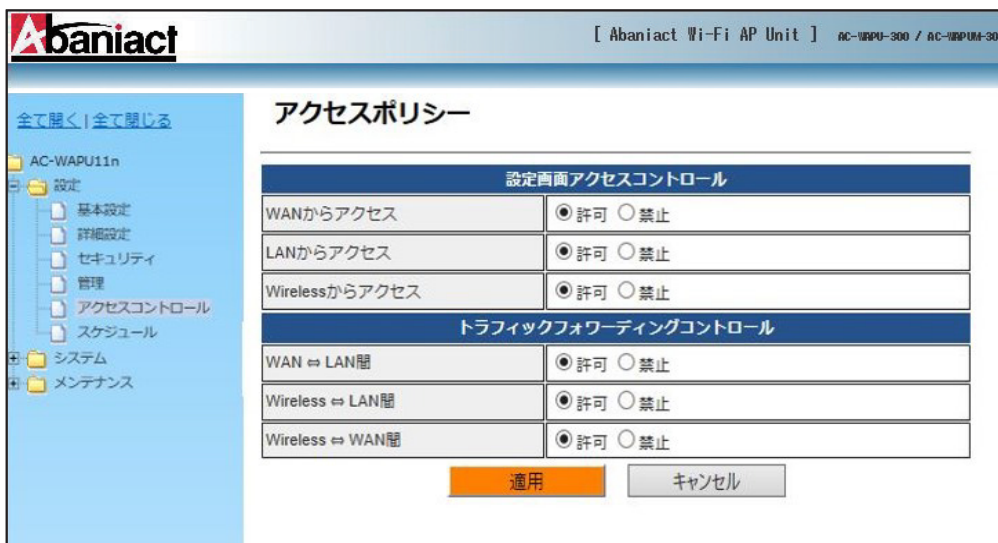 Abaniact
[ Abaniact Wi-Fi AP Unit ] AC-WAPU-300 / AC-WAPUM-30
全て開く | 全て閉じる
アクセスポリシー
AC-WAPU11n
設定
基本設定
詳細設定
セキュリティ
管理
アクセスコントロール
スケジュール
システム
メンテナンス
設定画面アクセスコントロール
WANからアクセス 許可 禁止
LANからアクセス 許可 禁止
Wirelessからアクセス 許可 禁止
トラフィックフォワーディングコントロール
WAN ⇔ LAN間 許可 禁止
Wireless ⇔ LAN間 許可 禁止
Wireless ⇔ WAN間 許可 禁止
適用 キャンセル